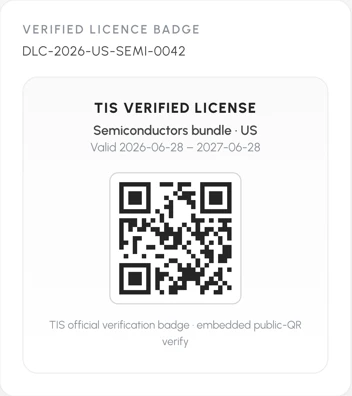 VERIFIED LICENCE BADGE
DLC-2026-US-SEMI-0042
TIS VERIFIED LICENSE
Semiconductors bundle · US
Valid 2026-06-28 – 2027-06-28
TIS official verification badge · embedded public-QR
verify